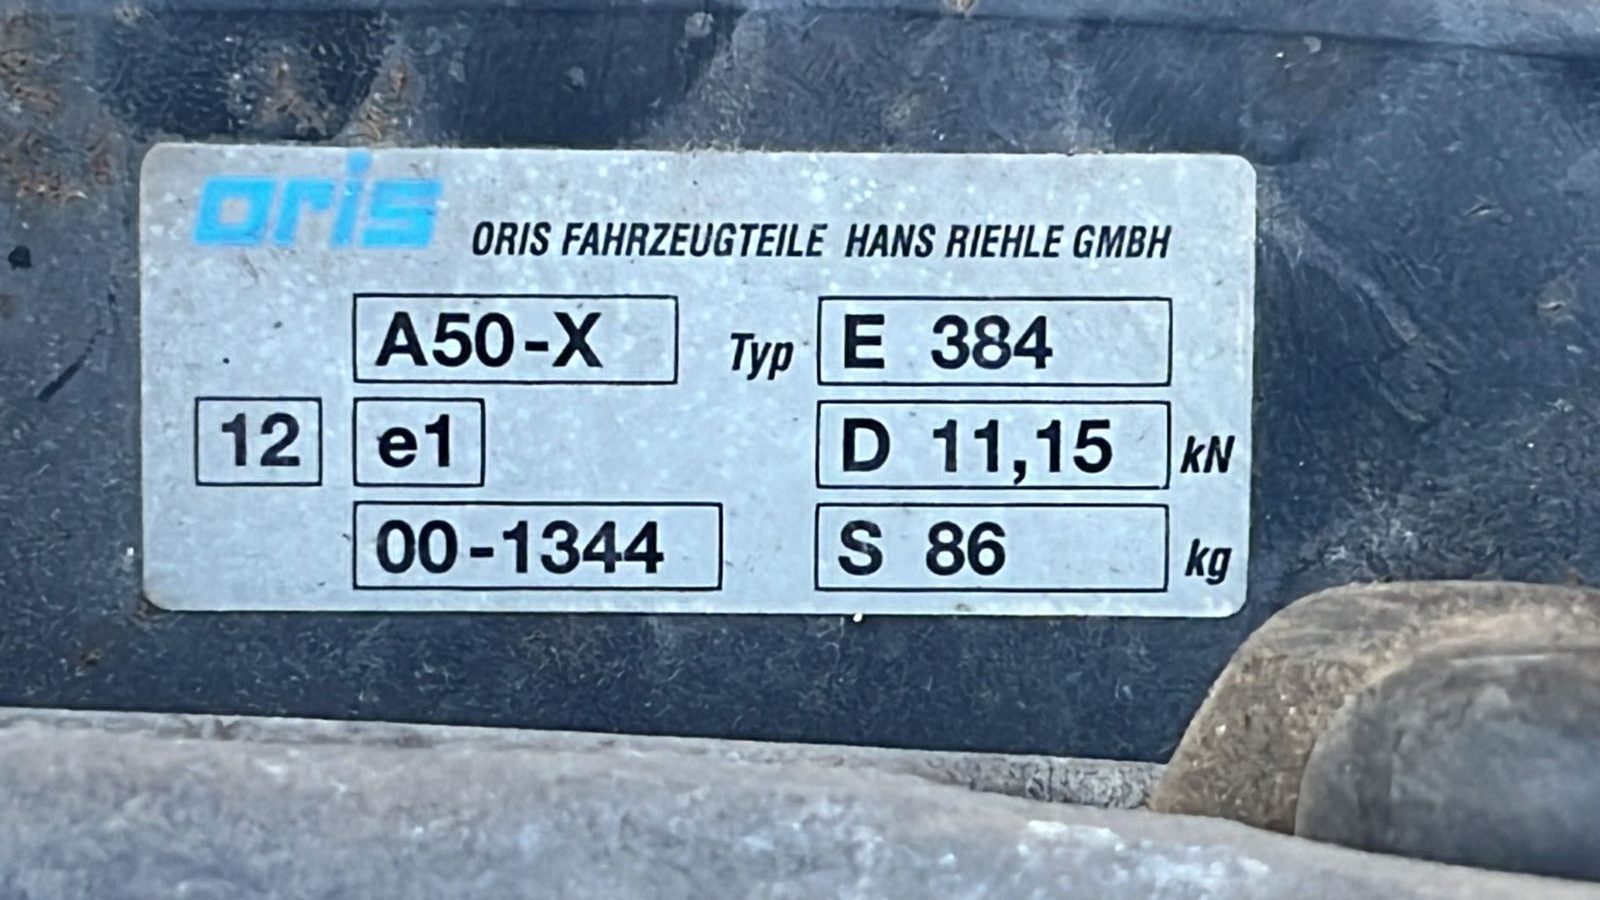 oris
ORIS FAHRZEUGTEILE HANS RIEHLE GMBH
A50-X Typ E 384
12 e1 D 11,15 kN
00-1344 S 86 kg